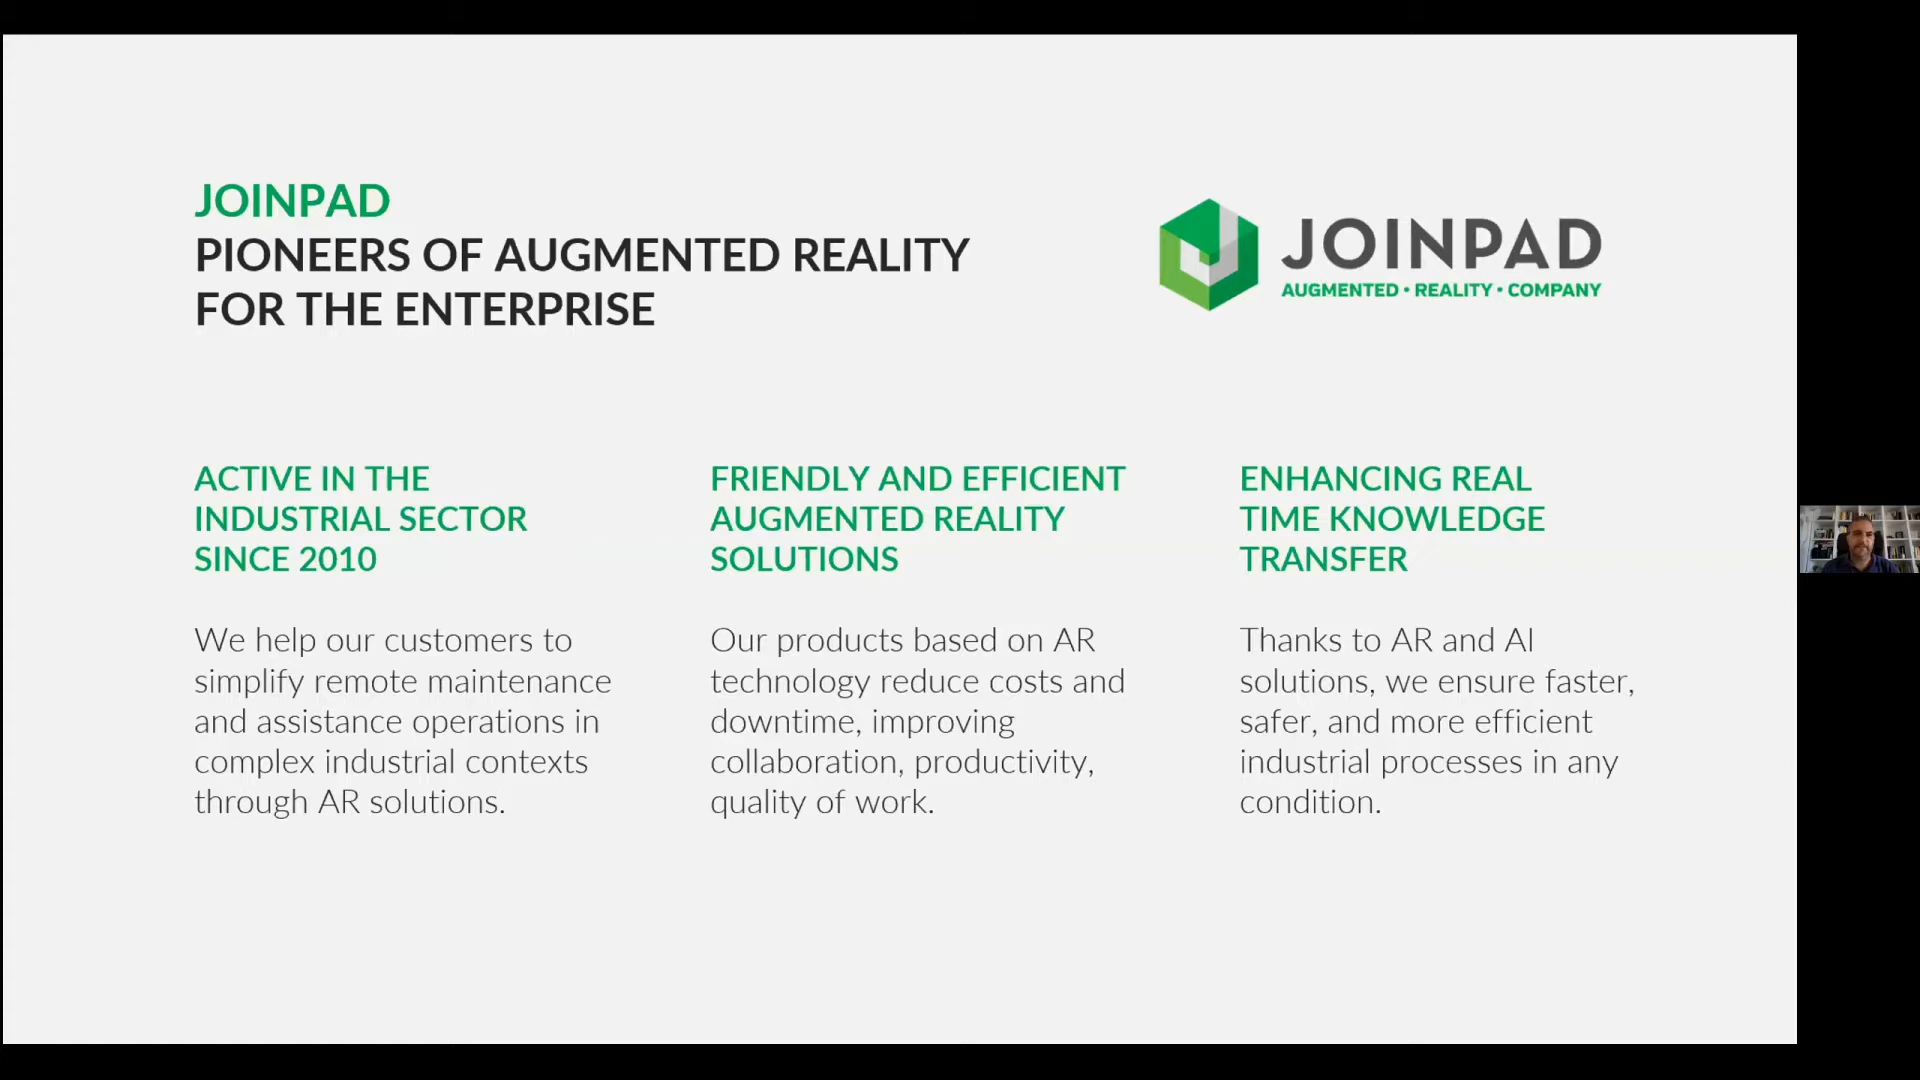 JOINPAD
PIONEERS OF AUGMENTED REALITY
FOR THE ENTERPRISE
JOINPAD
AUGMENTED • REALITY • COMPANY
ACTIVE IN THE
INDUSTRIAL SECTOR
SINCE 2010
We help our customers to
simplify remote maintenance
and assistance operations in
complex industrial contexts
through AR solutions.
FRIENDLY AND EFFICIENT
AUGMENTED REALITY
SOLUTIONS
Our products based on AR
technology reduce costs and
downtime, improving
collaboration, productivity,
quality of work.
ENHANCING REAL
TIME KNOWLEDGE
TRANSFER
Thanks to AR and AI
solutions, we ensure faster,
safer, and more efficient
industrial processes in any
condition.